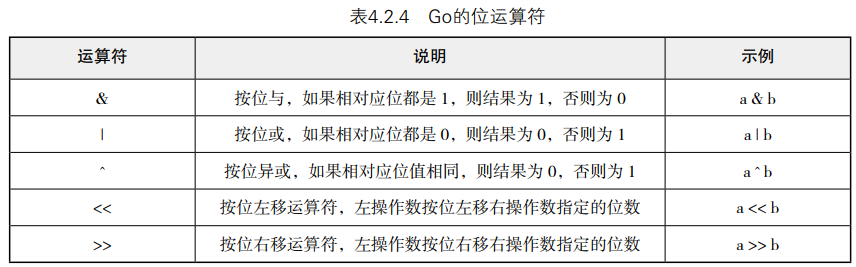 表4.2.4 Go的位运算符
运算符 说明 示例
& 按位与，如果相对应位都是 1，则结果为 1，否则为 0 a & b
| 按位或，如果相对应位都是 0，则结果为 0，否则为 1 a | b
^ 按位异或，如果相对应位值相同，则结果为 0，否则为 1 a ^ b
<< 按位左移运算符，左操作数按位左移右操作数指定的位数 a << b
>> 按位右移运算符，左操作数按位右移右操作数指定的位数 a >> b